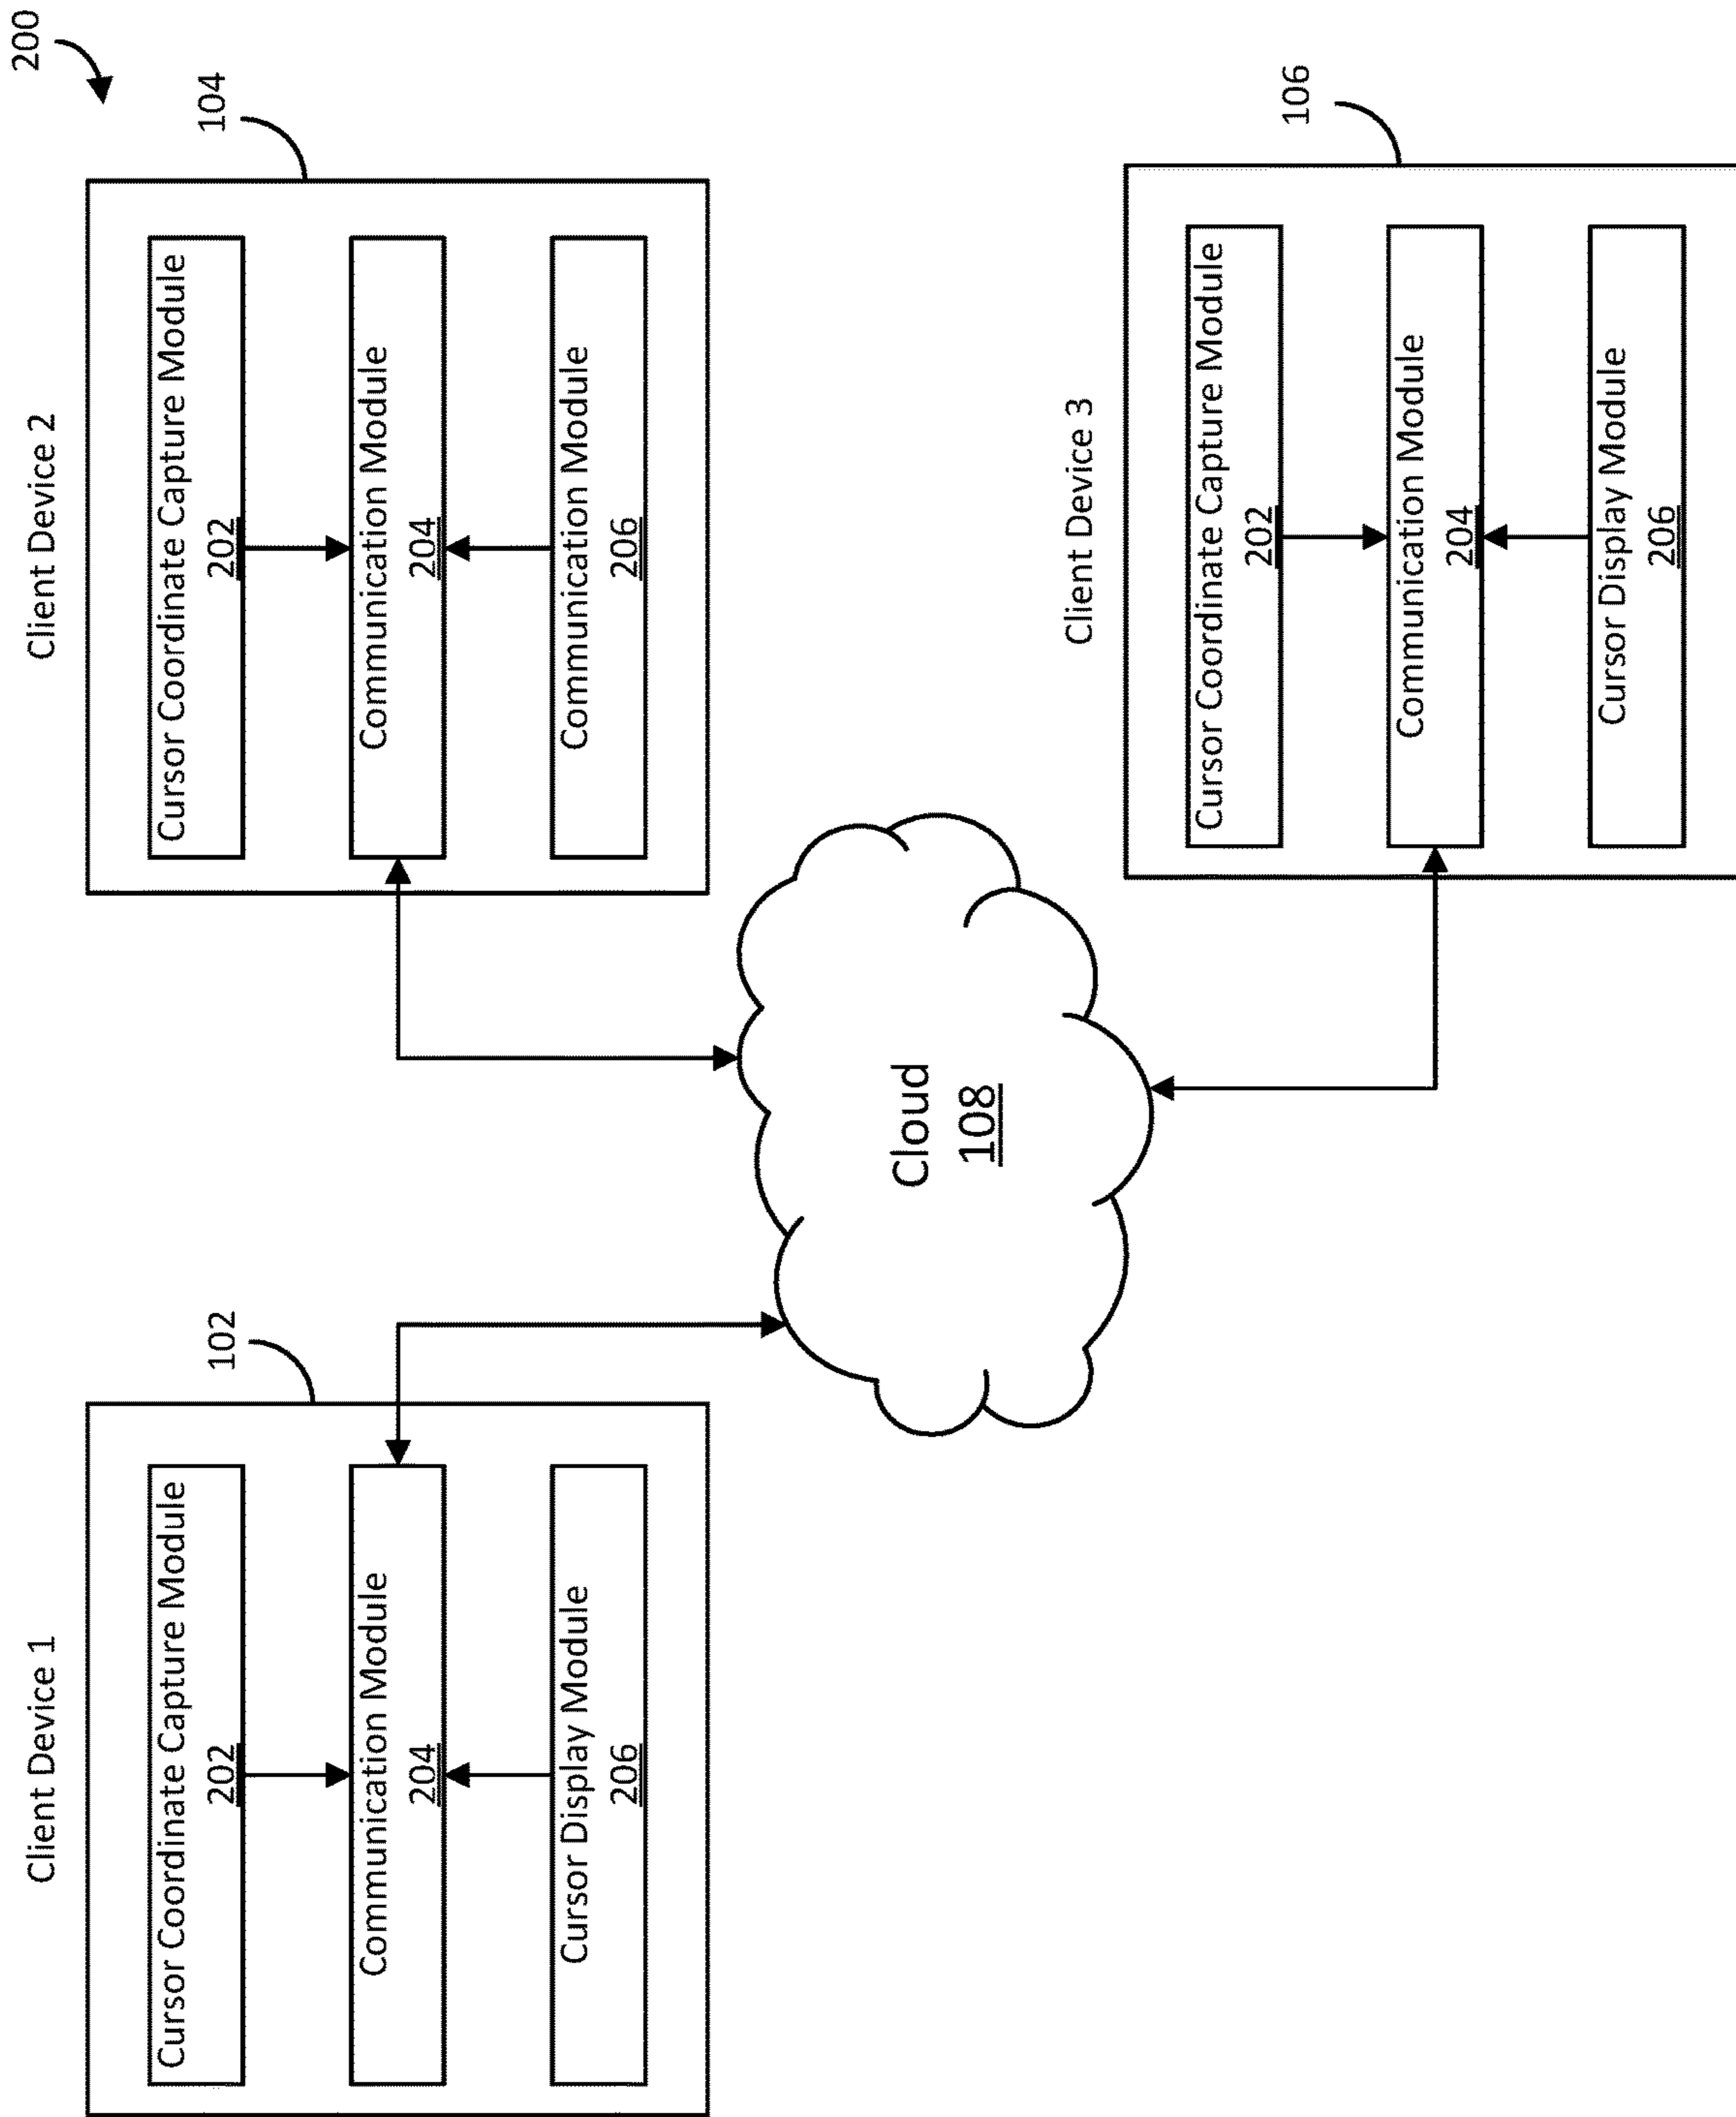 200
Client Device 1
102
Cursor Coordinate Capture Module
202
Communication Module
204
Cursor Display Module
206
Client Device 2
104
Cursor Coordinate Capture Module
202
Communication Module
204
Communication Module
206
Cloud
108
Client Device 3
106
Cursor Coordinate Capture Module
202
Communication Module
204
Cursor Display Module
206